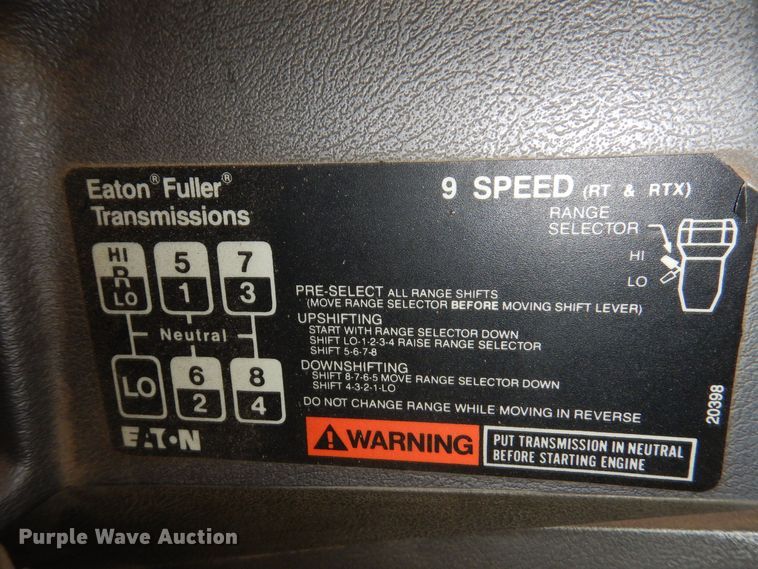 Eaton® Fuller®
Transmissions
9 SPEED (RT & RTX)
RANGE
SELECTOR
HI
LO
HI
R
LO
5
1
7
3
Neutral
LO
6
2
8
4
PRE-SELECT ALL RANGE SHIFTS
(MOVE RANGE SELECTOR BEFORE MOVING SHIFT LEVER)
UPSHIFTING
START WITH RANGE SELECTOR DOWN
SHIFT LO-1-2-3-4 RAISE RANGE SELECTOR
SHIFT 5-6-7-8
DOWNSHIFTING
SHIFT 8-7-6-5 MOVE RANGE SELECTOR DOWN
SHIFT 4-3-2-1-LO
DO NOT CHANGE RANGE WHILE MOVING IN REVERSE
EATON
WARNING
PUT TRANSMISSION IN NEUTRAL
BEFORE STARTING ENGINE
20398
Purple Wave Auction